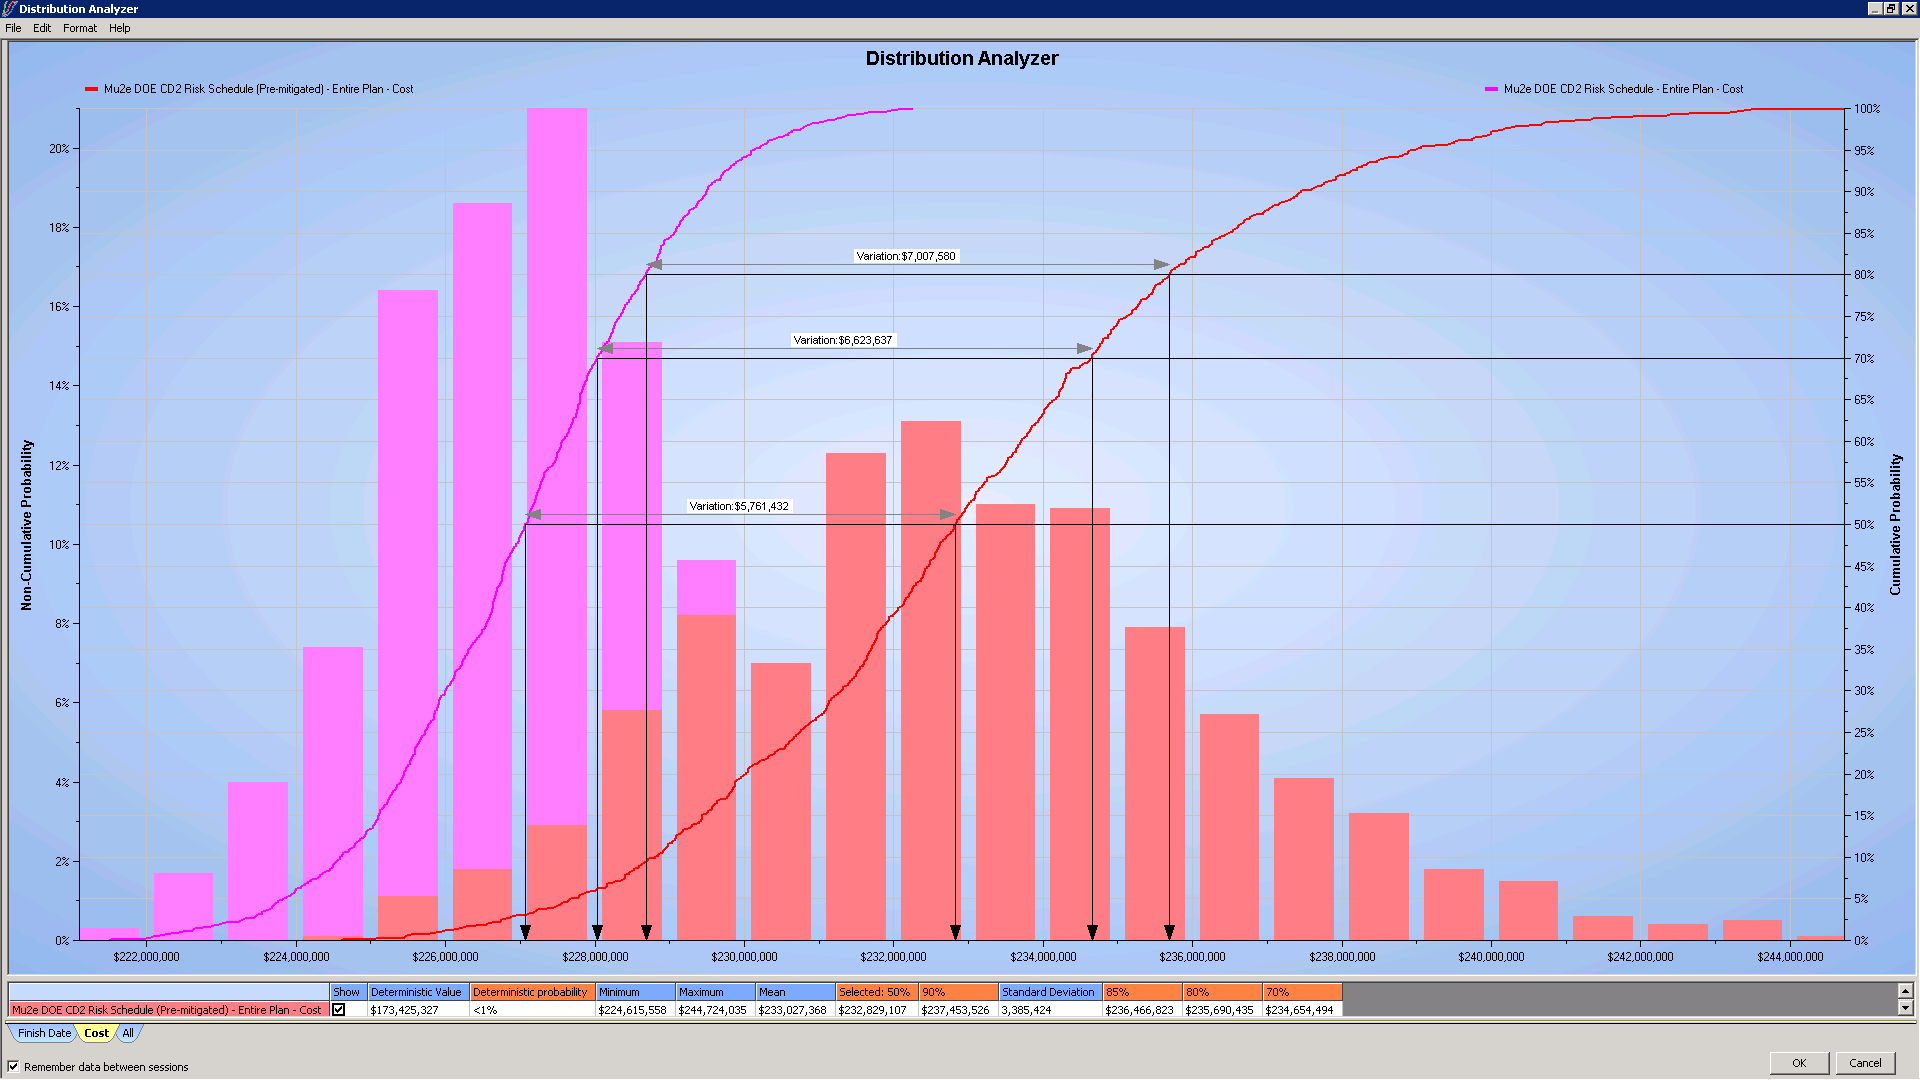 Distribution Analyzer
File Edit Format Help
Distribution Analyzer
Mu2e DOE CD2 Risk Schedule (Pre-mitigated) - Entire Plan - Cost
Mu2e DOE CD2 Risk Schedule - Entire Plan - Cost
Non-Cumulative Probability
20%
18%
16%
14%
12%
10%
8%
6%
4%
2%
0%
Variation:$7,007,580
Variation:$6,623,637
Variation:$5,761,432
100%
95%
90%
85%
80%
75%
70%
65%
60%
55%
50%
45%
40%
35%
30%
25%
20%
15%
10%
5%
0%
Cumulative Probability
$222,000,000 $224,000,000 $226,000,000 $228,000,000 $230,000,000 $232,000,000 $234,000,000 $236,000,000 $238,000,000 $240,000,000 $242,000,000 $244,000,000
Show Deterministic Value Deterministic probability Minimum Maximum Mean Selected: 50% 90% Standard Deviation 85% 80% 70%
Mu2e DOE CD2 Risk Schedule (Pre-mitigated) - Entire Plan - Cost $173,425,327 <1% $224,615,558 $244,724,035 $233,027,368 $232,829,107 $237,453,526 3,385,424 $236,466,823 $235,690,435 $234,654,494
Finish Date Cost All
Remember data between sessions
OK Cancel